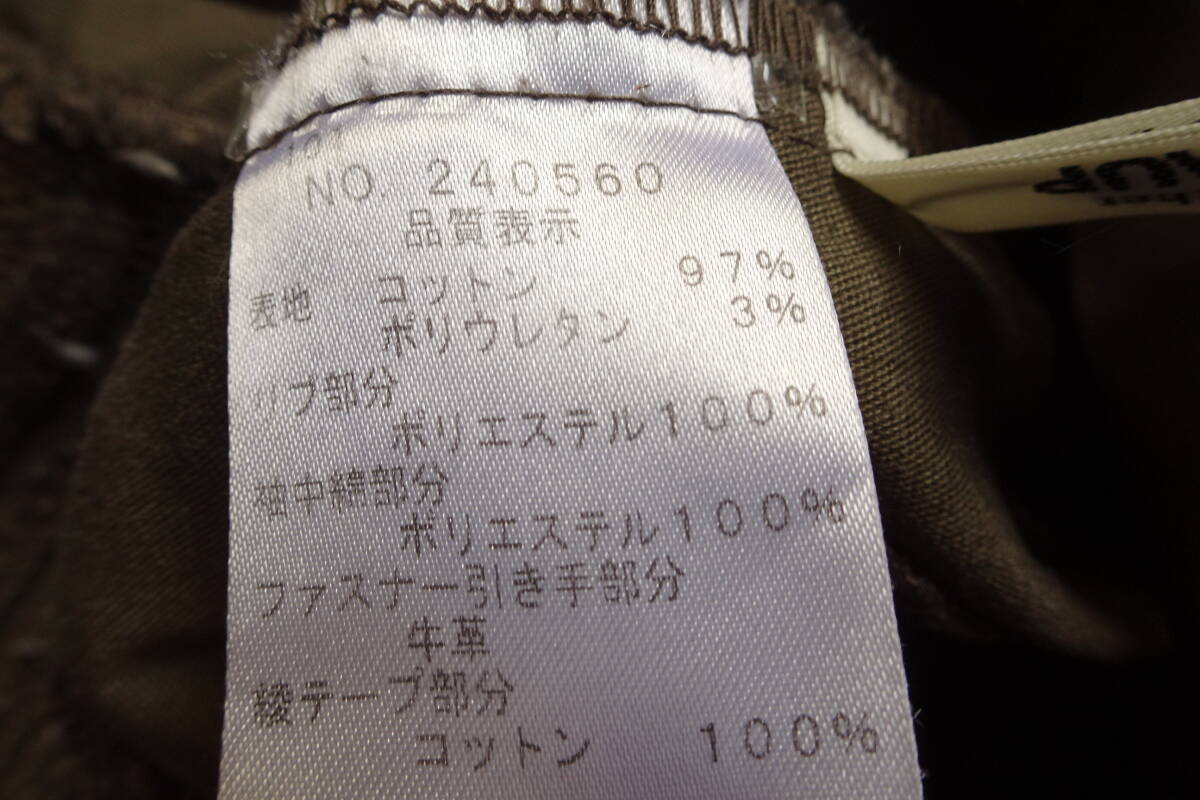 NO. 240560
品質表示
表地 コットン 97%
ポリウレタン 3%
リブ部分
ポリエステル100%
袖中綿部分
ポリエステル100%
ファスナー引き手部分
牛革
綾テープ部分
コットン 100%